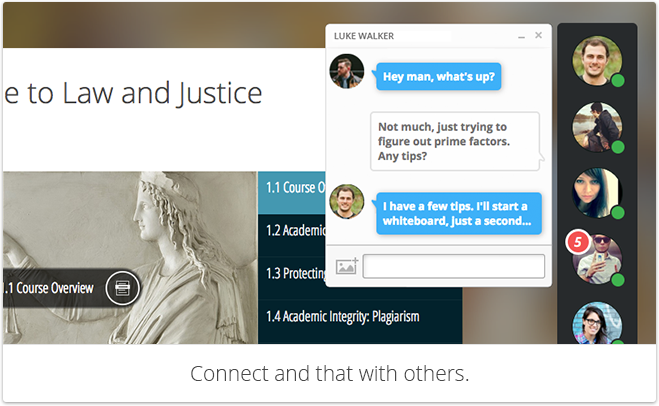 LUKE WALKER
Hey man, what's up?
e to Law and Justice
Not much, just trying to
figure out prime factors.
Any tips?
1.1 Course O
I have a few tips. I'll start a
whiteboard, just a second...
1.2 Academic
5
1.3 Protecting
.1 Course Overview
1.4 Academic Integrity: Plagiarism
Connect and that with others.